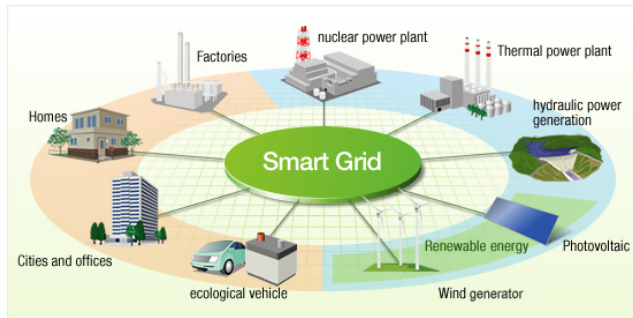 nuclear power plant
Factories
Thermal power plant
hydraulic power
generation
Homes
Smart Grid
Renewable energy
Photovoltaic
Cities and offices
ecological vehicle
Wind generator